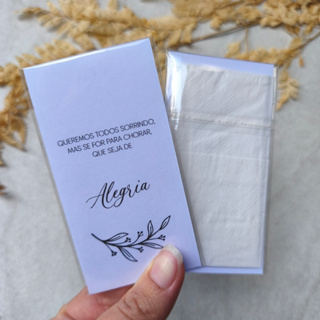 QUEREMOS TODOS SORRINDO,
MAS SE FOR PARA CHORAR,
QUE SEJA DE
Alegria